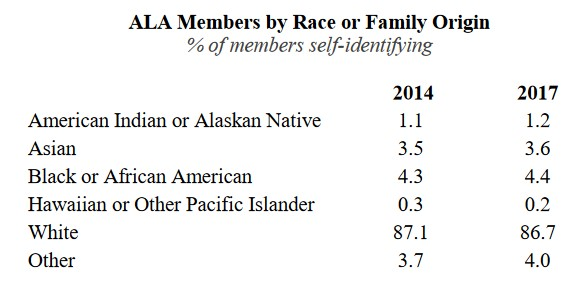 ALA Members by Race or Family Origin
% of members self-identifying
2014 2017
American Indian or Alaskan Native 1.1 1.2
Asian 3.5 3.6
Black or African American 4.3 4.4
Hawaiian or Other Pacific Islander 0.3 0.2
White 87.1 86.7
Other 3.7 4.0